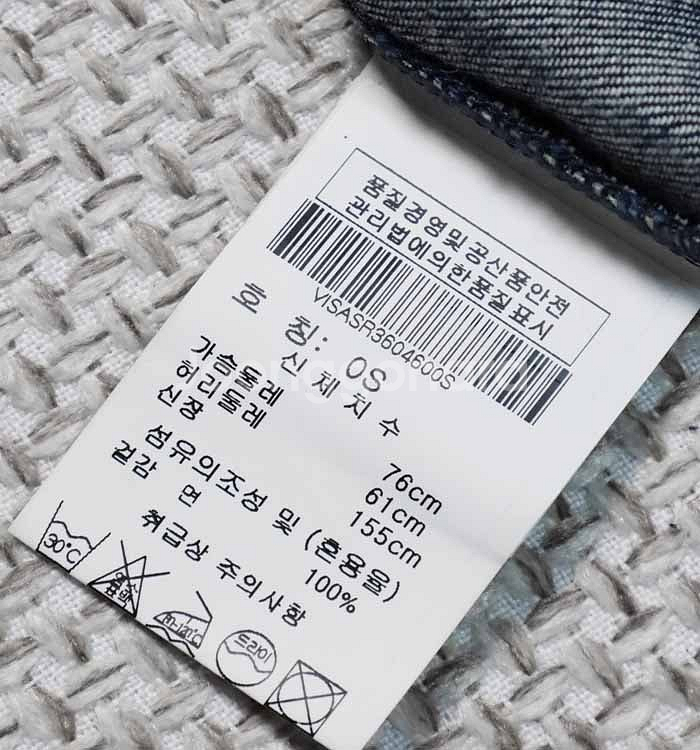 품질경영및공산품안전
관리법에의한품질표시
VISASR3604600S
호 칭: OS
신체치수
가슴둘레 76cm
허리둘레 61cm
신장 155cm
섬유의조성 및 (혼용율)
겉감 면 100%
취급상 주의사항
30°C
드라이